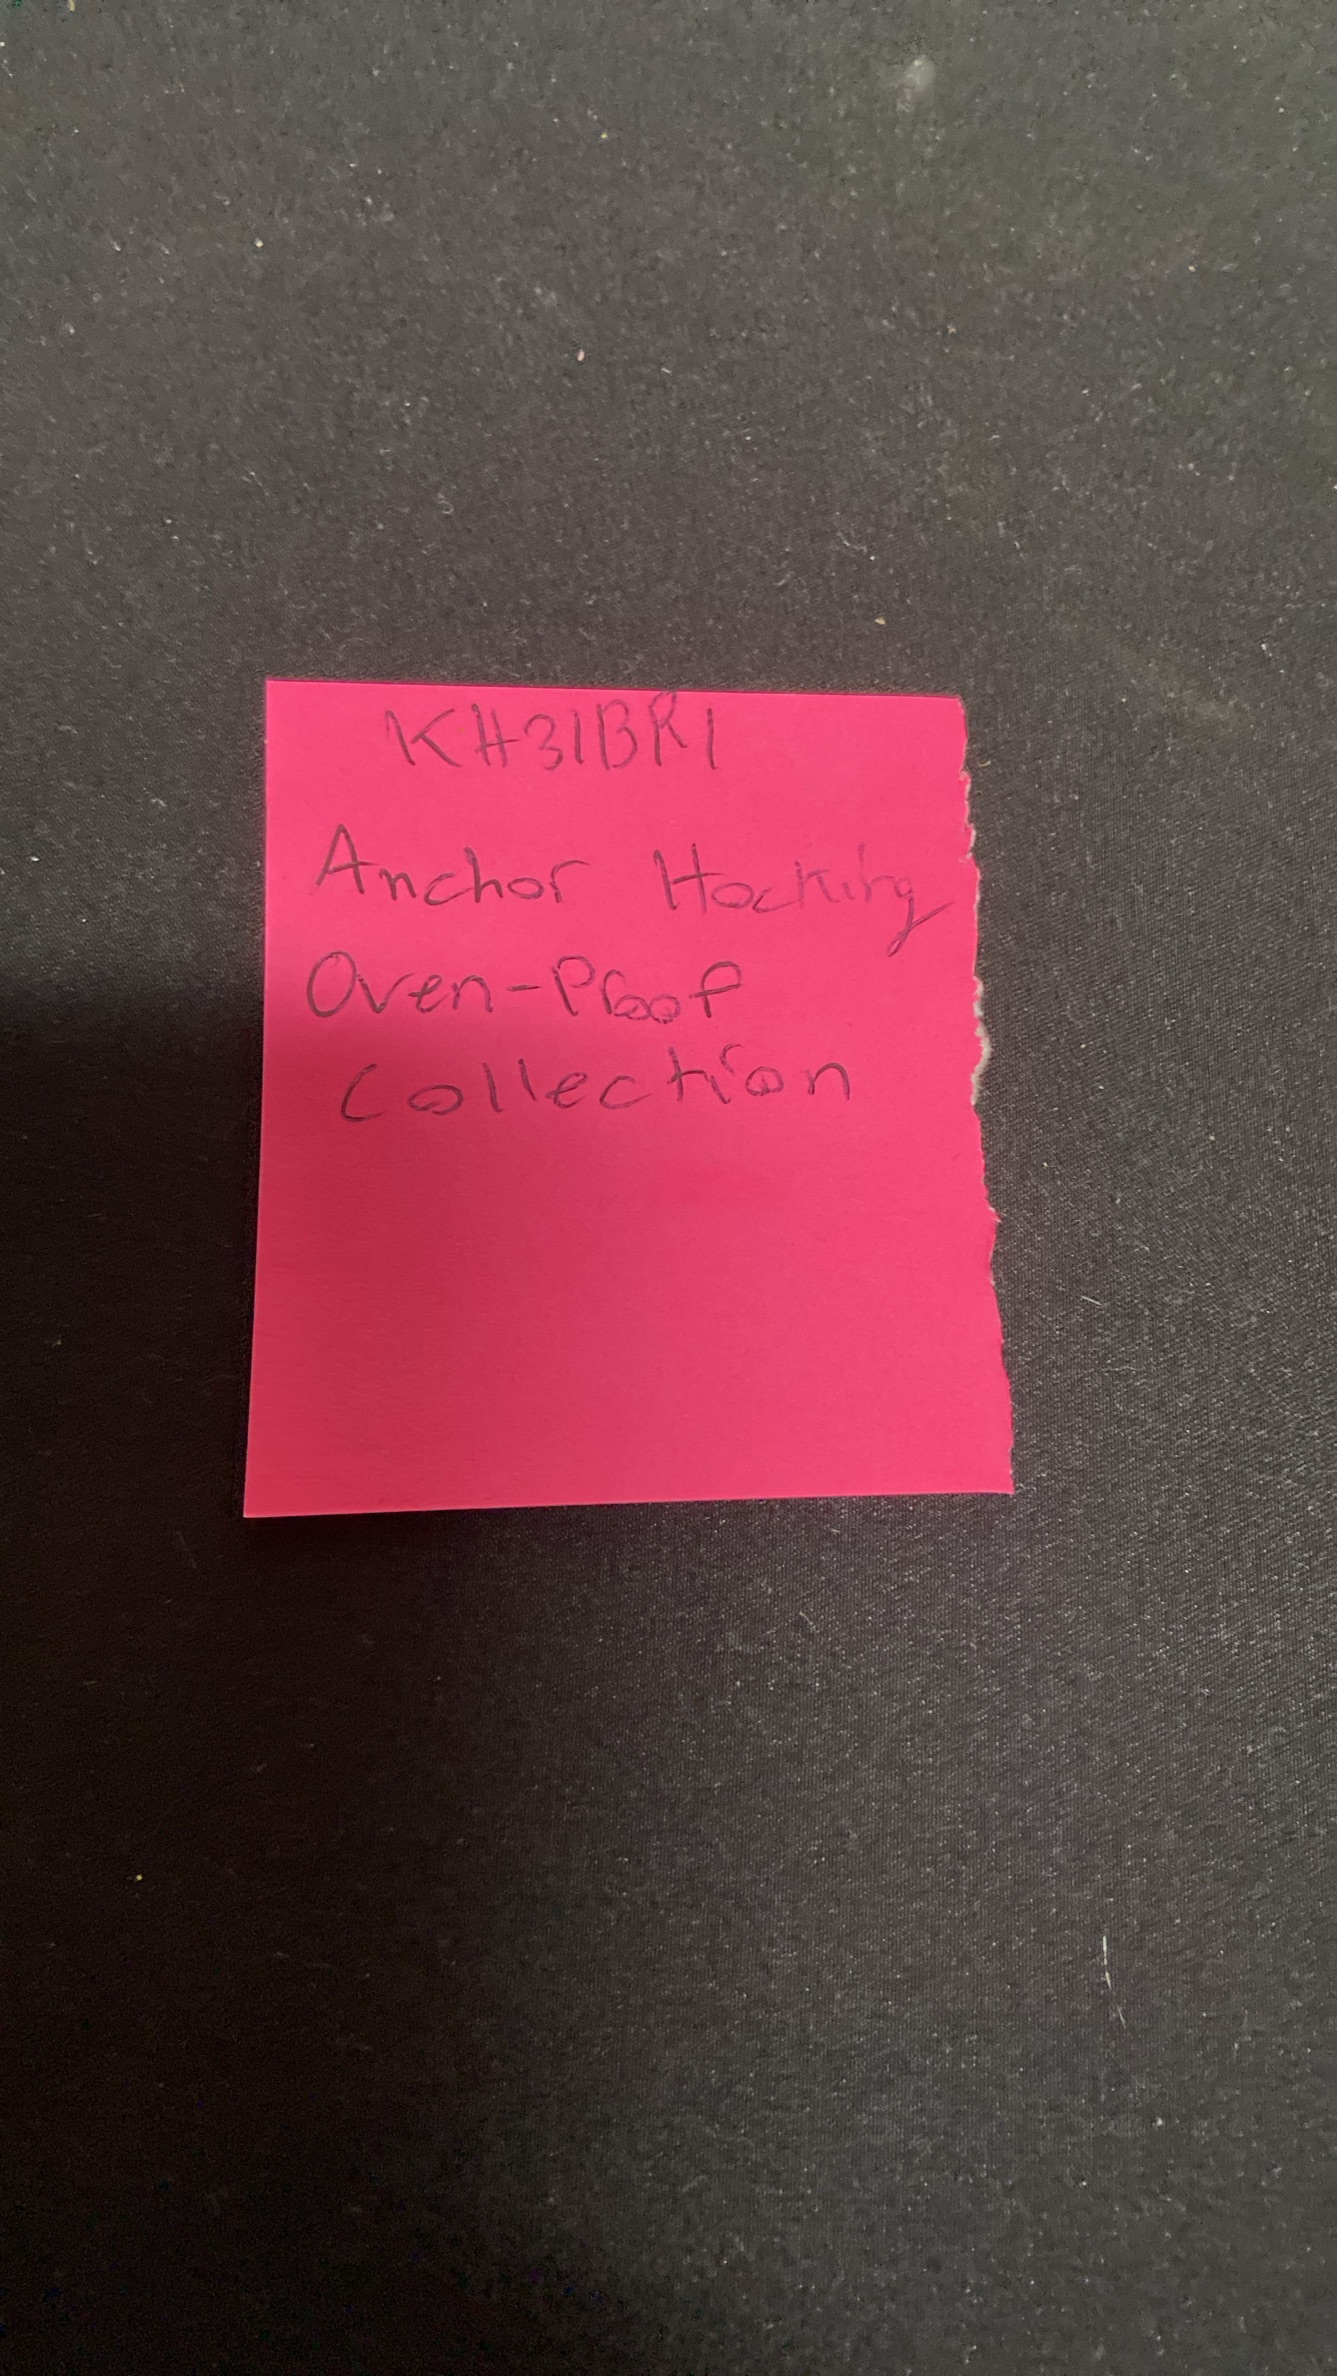 KH31BR1
Anchor Hocking
Oven-Proof
Collection